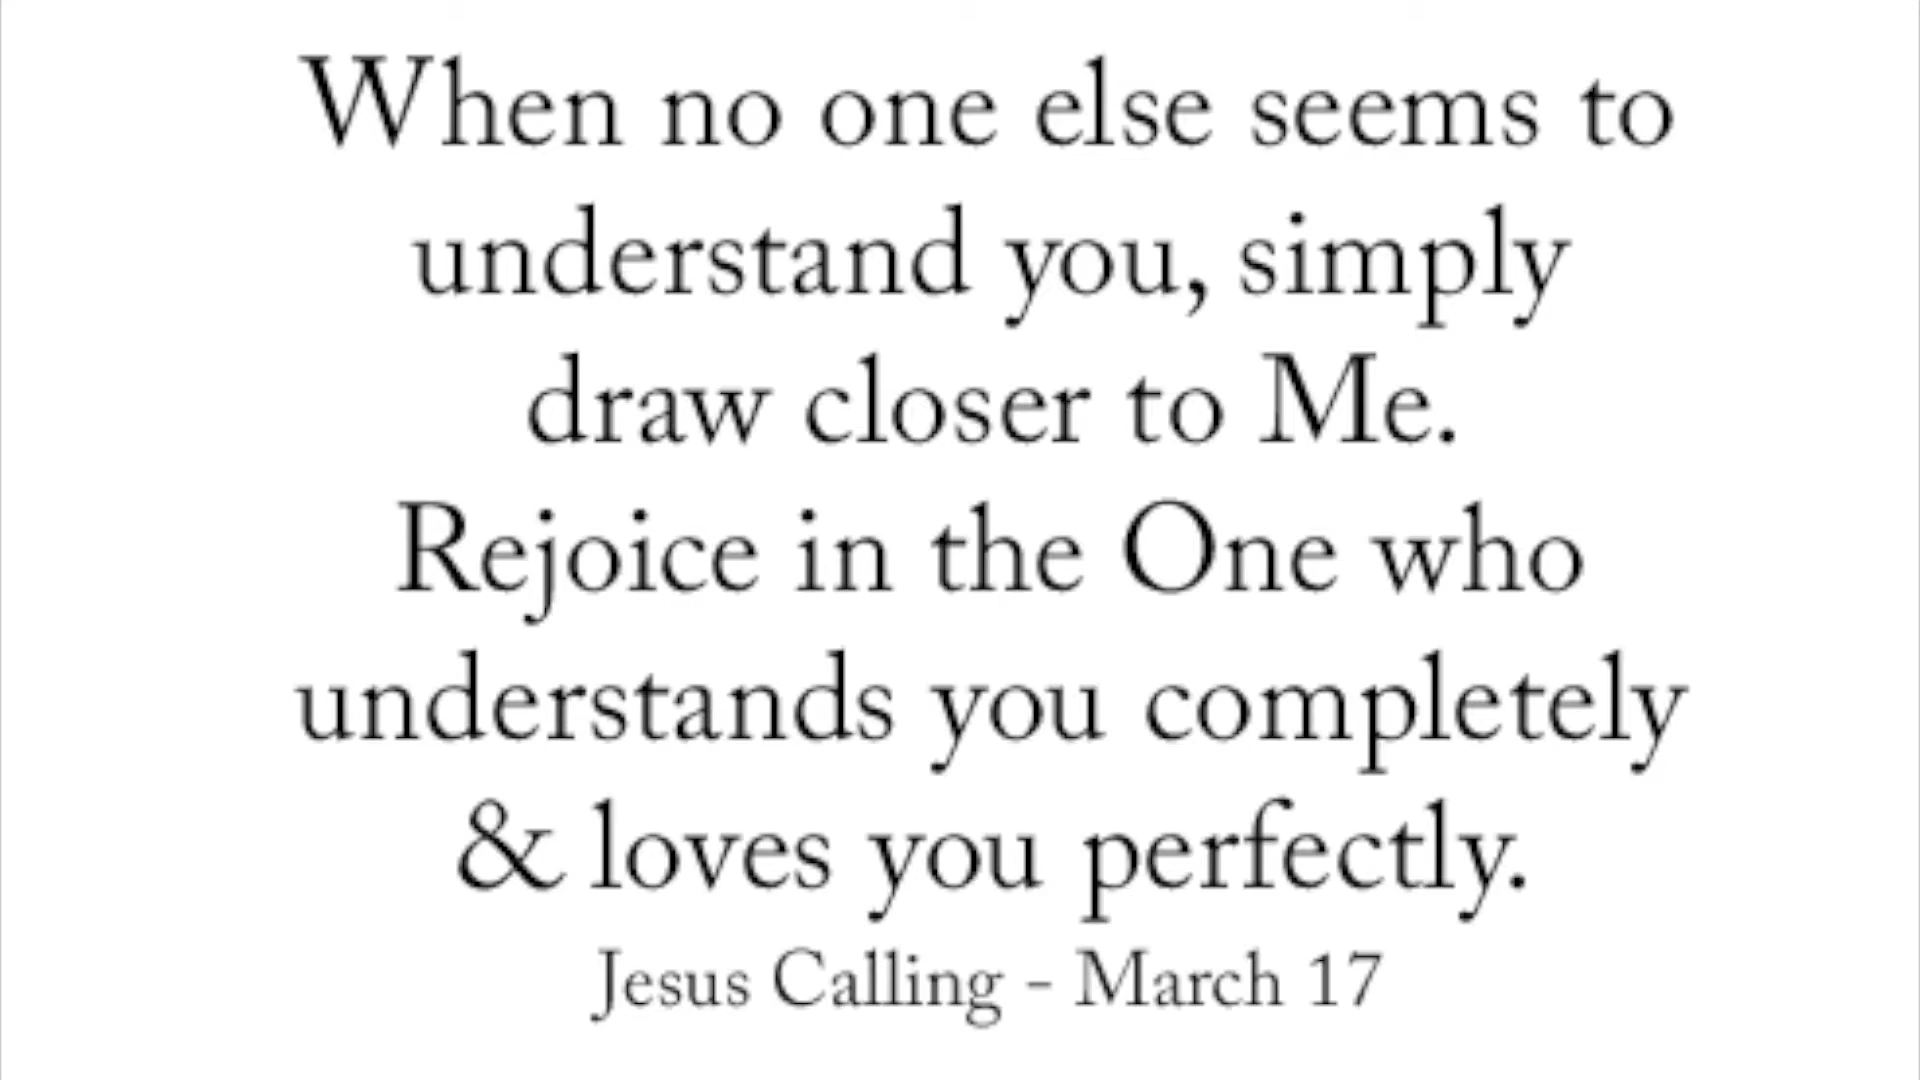 When no one else seems to
understand you, simply
draw closer to Me.
Rejoice in the One who
understands you completely
& loves you perfectly.
Jesus Calling - March 17